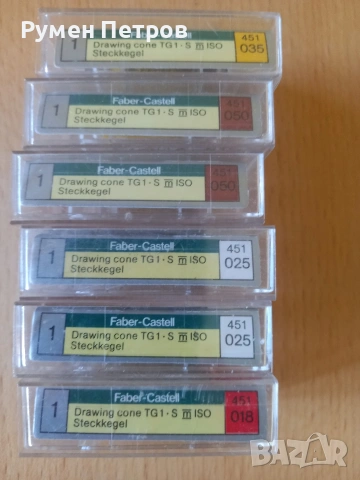 Румен Петров
1
Drawing cone TG1-S m ISO
Steckkegel
451
035
1
Faber-Castell
Drawing cone TG1-S m ISO
Steckkegel
451
050
1
Faber-Castell
Drawing cone TG1-S m ISO
Steckkegel
451
050
1
Faber-Castell
Drawing cone TG1-S m ISO
Steckkegel
451
025
1
Faber-Castell
Drawing cone TG1-S m ISO
Steckkegel
451
025
1
Faber-Castell
Drawing cone TG1-S m ISO
Steckkegel
451
018
BAZAR